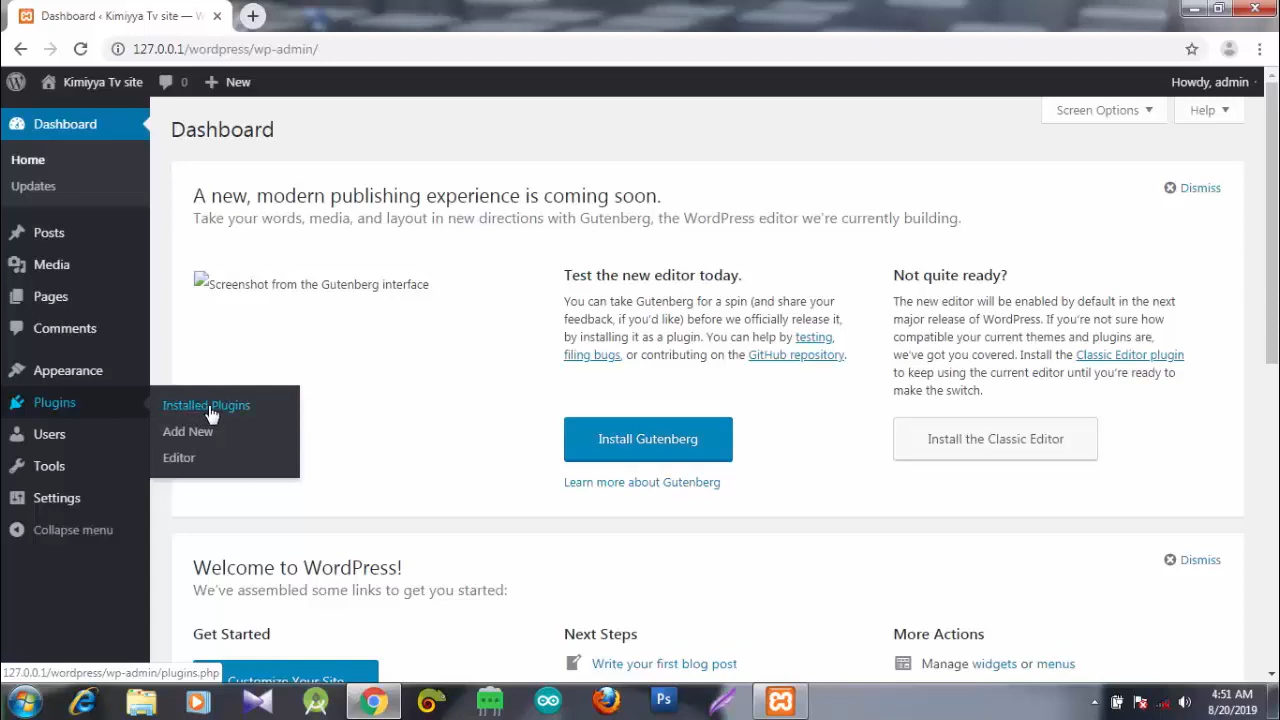 Dashboard ‹ Kimiyya Tv site — W
127.0.0.1/wordpress/wp-admin/
Kimiyya Tv site
0
New
Howdy, admin
Dashboard
Screen Options
Help
Dashboard
Home
Updates
Posts
Media
Pages
Comments
Appearance
Plugins
Installed Plugins
Add New
Editor
Users
Tools
Settings
Collapse menu
A new, modern publishing experience is coming soon.
Dismiss
Take your words, media, and layout in new directions with Gutenberg, the WordPress editor we're currently building.
Screenshot from the Gutenberg interface
Test the new editor today.
You can take Gutenberg for a spin (and share your
feedback, if you'd like) before we officially release it,
by installing it as a plugin. You can help by testing,
filing bugs, or contributing on the GitHub repository.
Install Gutenberg
Learn more about Gutenberg
Not quite ready?
The new editor will be enabled by default in the next
major release of WordPress. If you're not sure how
compatible your current themes and plugins are,
we've got you covered. Install the Classic Editor plugin
to keep using the current editor until you're ready to
make the switch.
Install the Classic Editor
Welcome to WordPress!
Dismiss
We've assembled some links to get you started:
Get Started
Customize Your Site
Next Steps
Write your first blog post
More Actions
Manage widgets or menus
127.0.0.1/wordpress/wp-admin/plugins.php
Ps
4:51 AM
8/20/2019